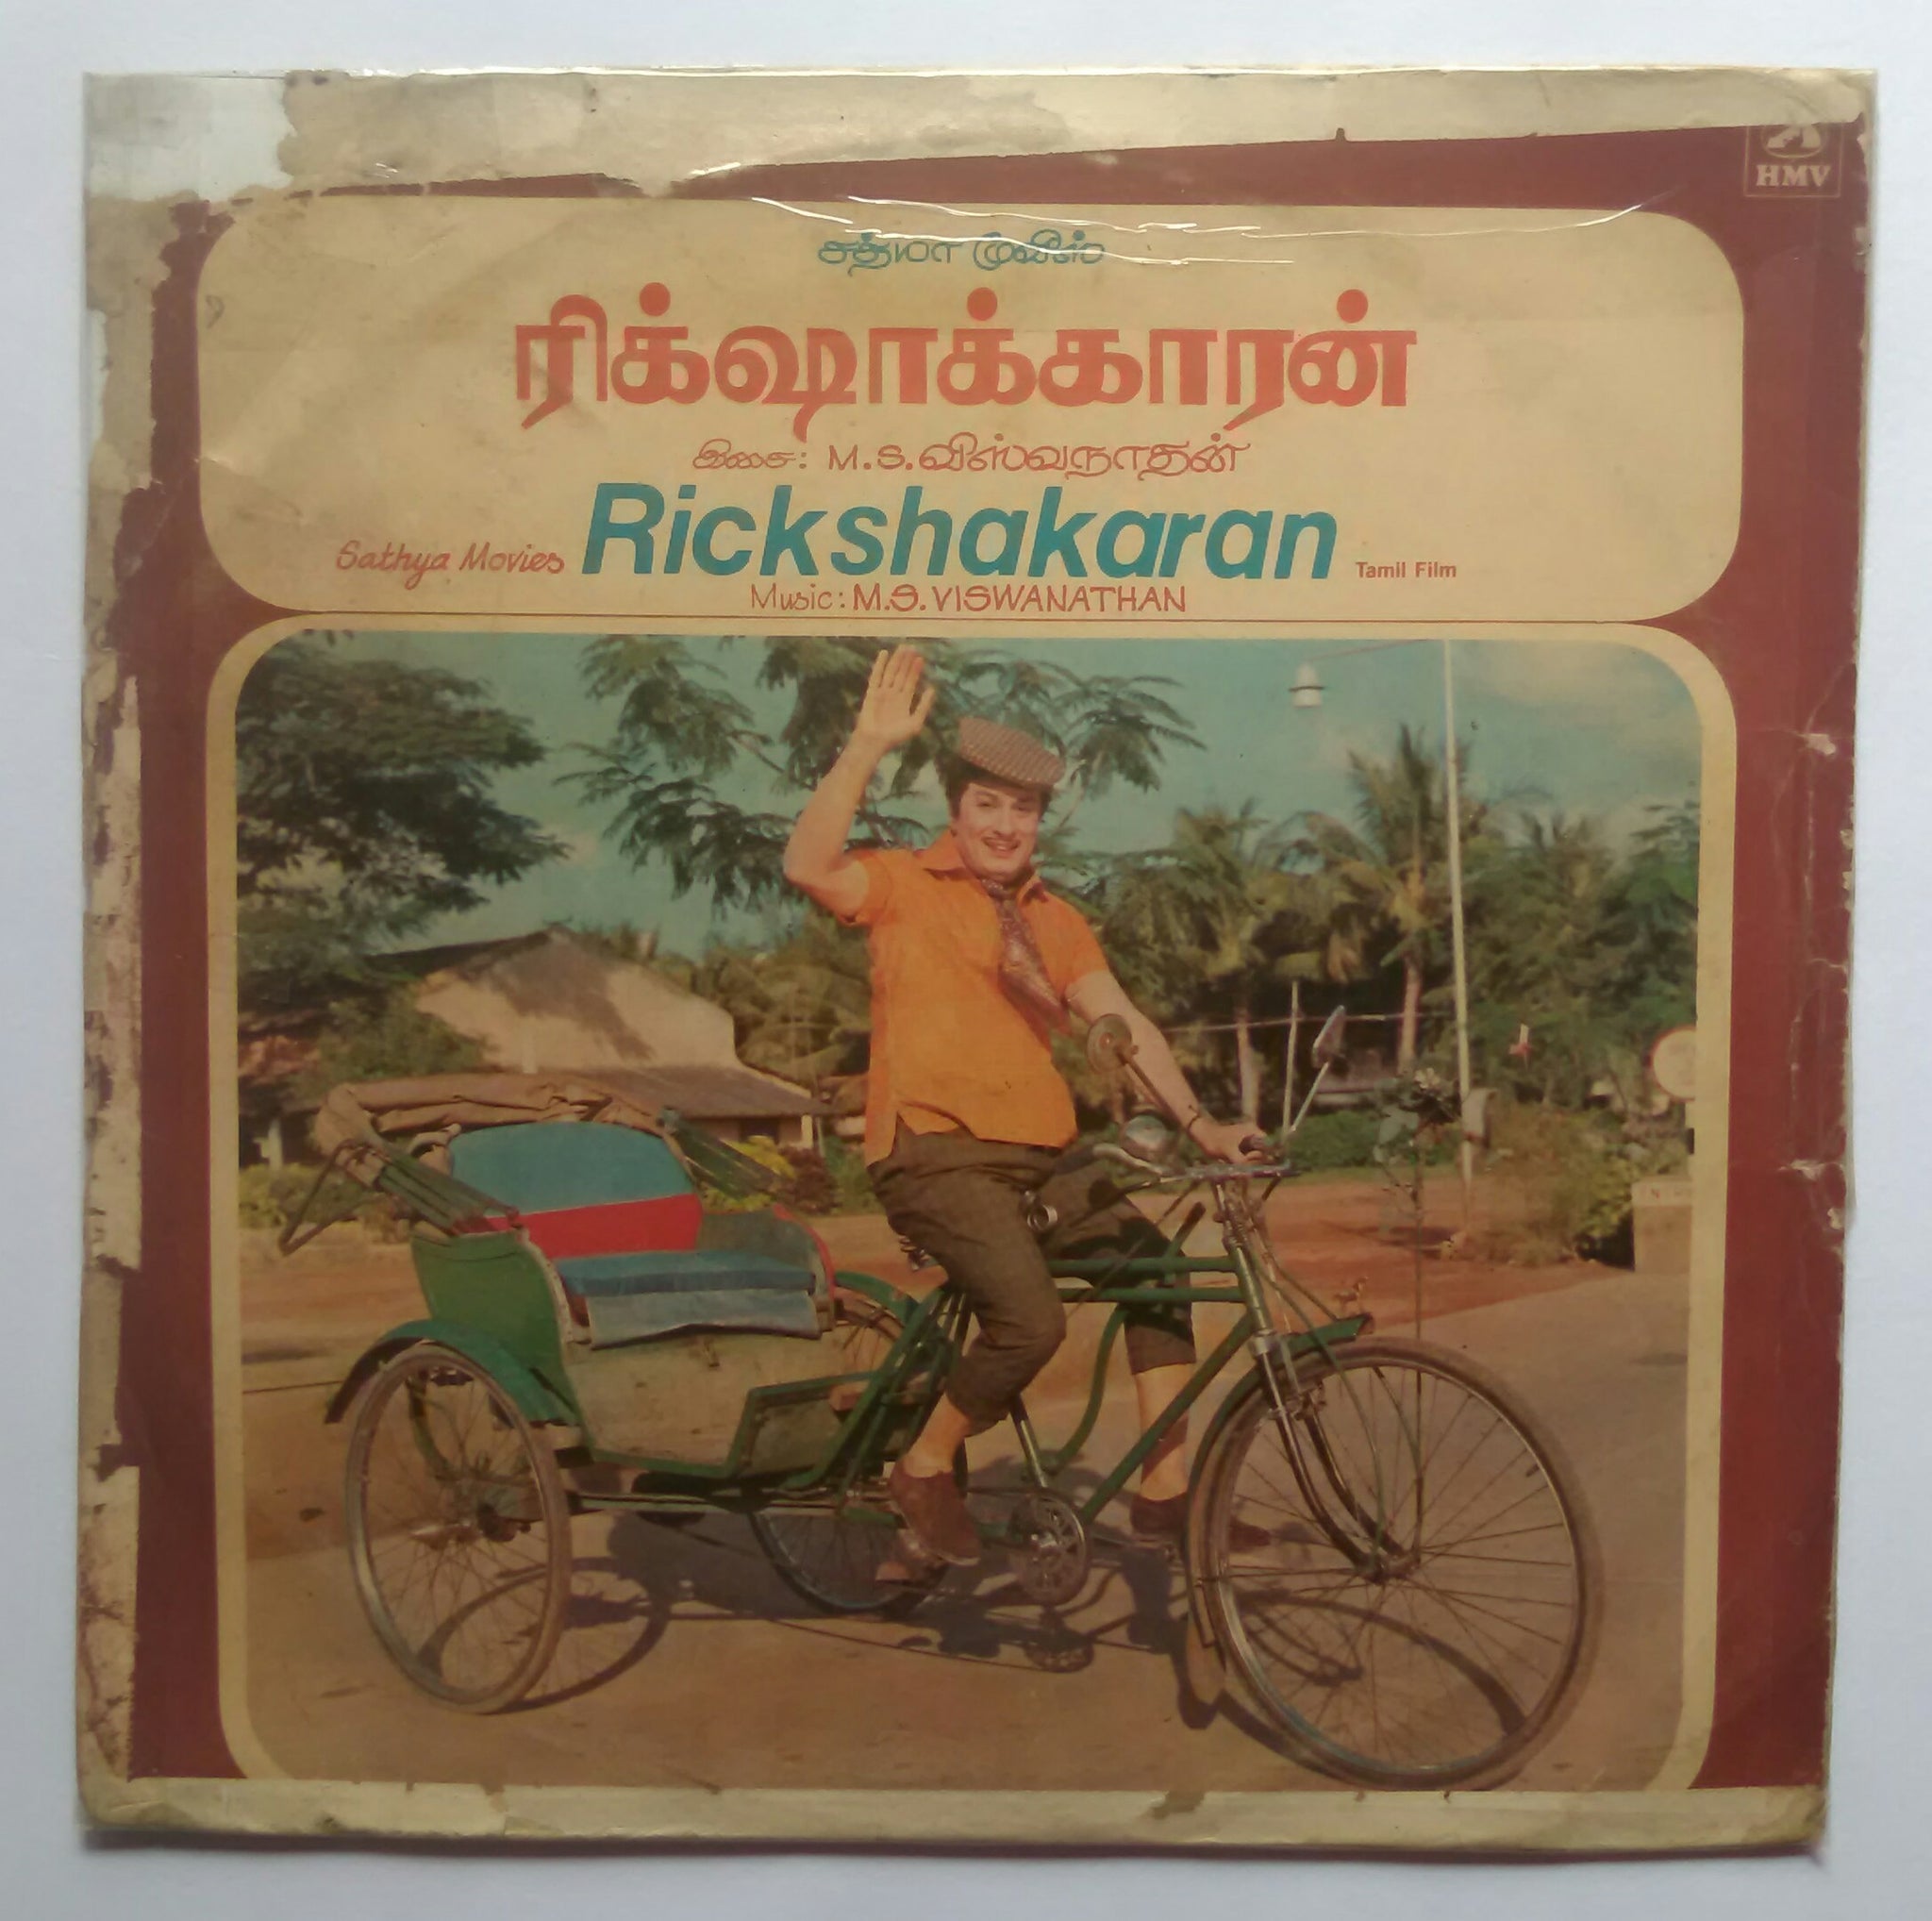 HMV
சத்யா மூவீஸ்
ரிக்‌ஷாக்காரன்
இசை: M.S.விஸ்வநாதன்
Sathya Movies Rickshakaran Tamil Film
Music: M.S. VISWANATHAN